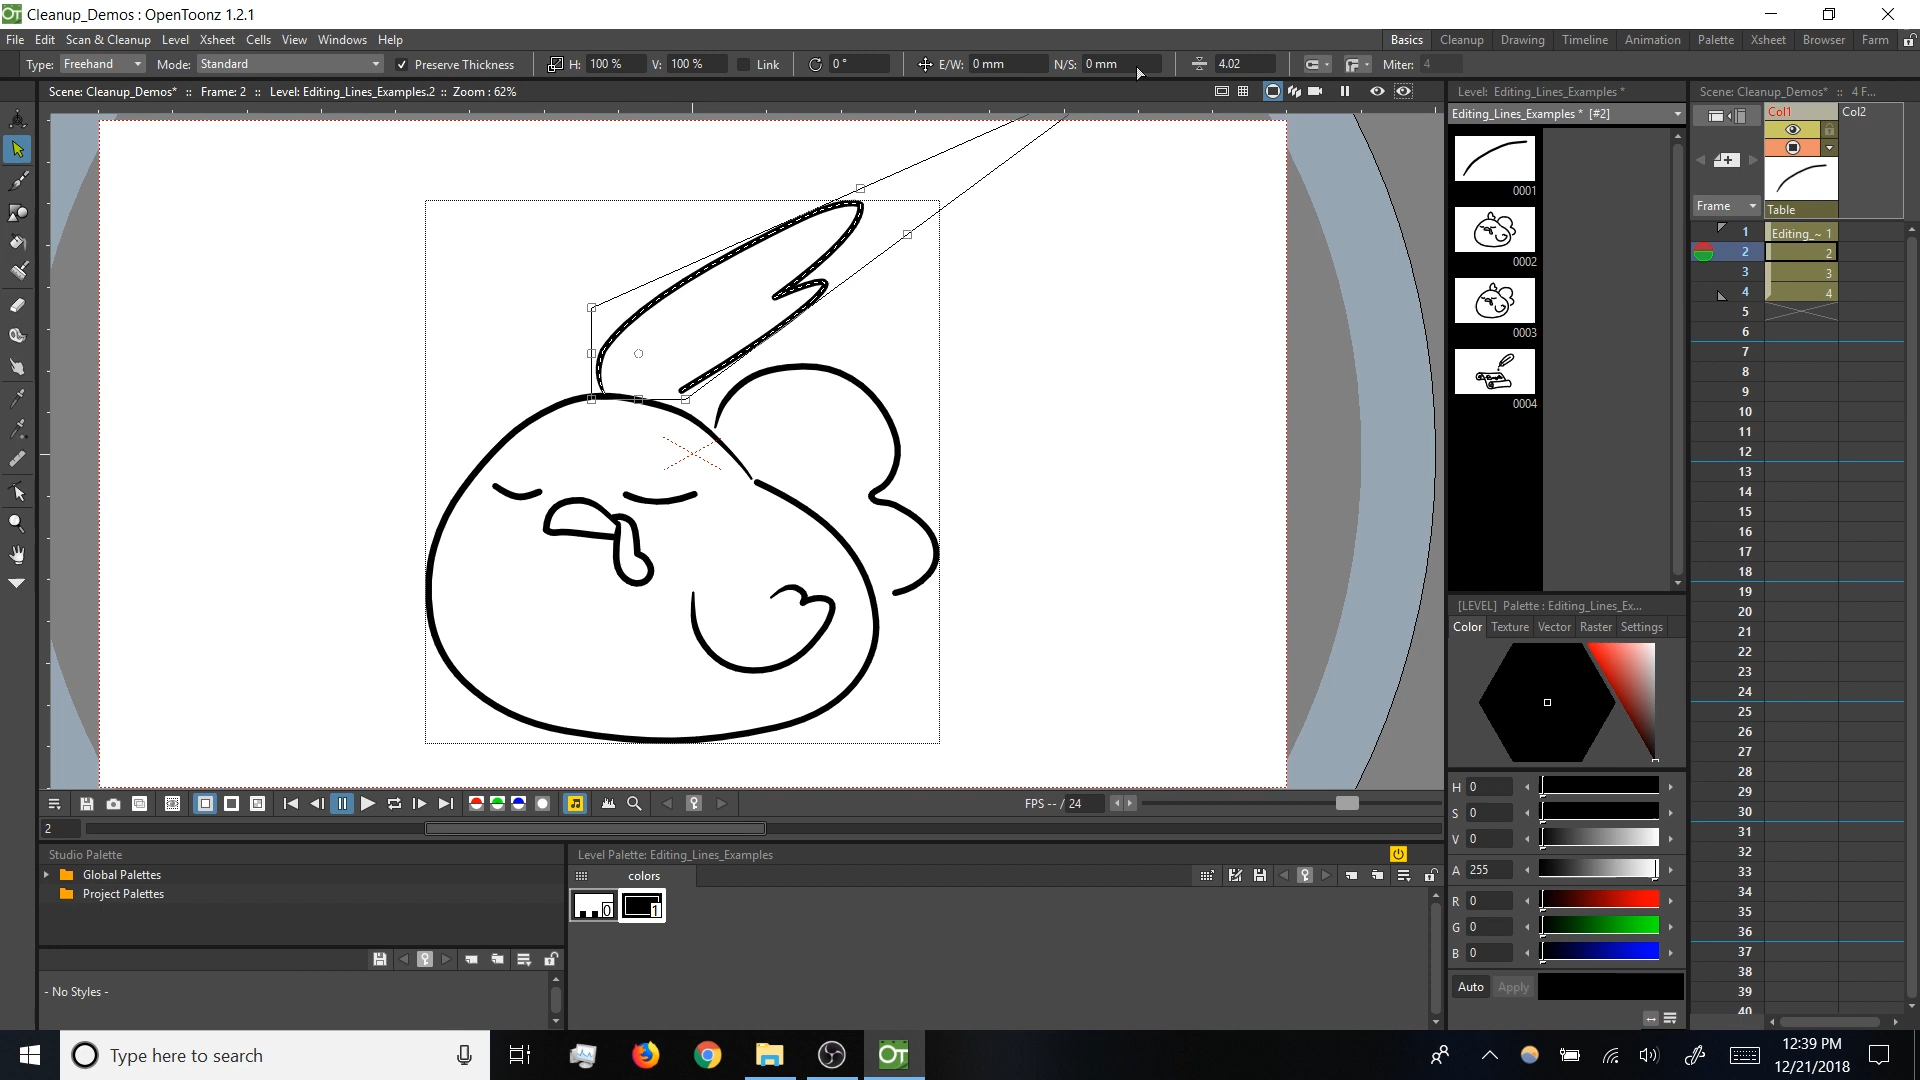 Cleanup_Demos : OpenToonz 1.2.1
File Edit Scan & Cleanup Level Xsheet Cells View Windows Help
Basics Cleanup Drawing Timeline Animation Palette Xsheet Browser Farm
Type: Freehand Mode: Standard Preserve Thickness H: 100 % V: 100 % Link 0 ° E/W: 0 mm N/S: 0 mm 4.02 Miter: 4
Scene: Cleanup_Demos* :: Frame: 2 :: Level: Editing_Lines_Examples.2 :: Zoom : 62%
Level: Editing_Lines_Examples *
Editing_Lines_Examples * [#2]
0001
0002
0003
0004
Scene: Cleanup_Demos* :: 4 F...
Col1 Col2
Frame Table
1 Editing_~ 1
2 2
3 3
4 4
5
6
7
8
9
10
11
12
13
14
15
16
17
18
19
20
21
22
23
24
25
26
27
28
29
30
31
32
33
34
35
36
37
38
39
40
[LEVEL] Palette : Editing_Lines_Ex...
Color Texture Vector Raster Settings
H 0
S 0
V 0
A 255
R 0
G 0
B 0
Auto Apply
FPS -- / 24
2
Studio Palette
Global Palettes
Project Palettes
- No Styles -
Level Palette: Editing_Lines_Examples
colors
0 1
Type here to search
12:39 PM
12/21/2018